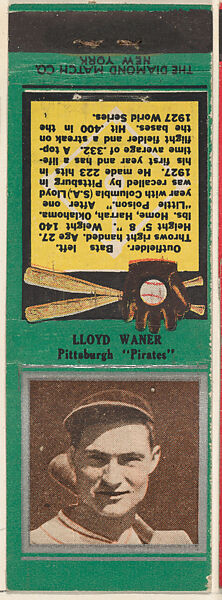 THE DIAMOND MATCH CO.
NEW YORK
Outfielder. Bats left.
Throws right handed. Age 27.
Height 5' 8". Weight 140
lbs. Home, Harrah, Oklahoma.
"Little Poison." After one
year with Columbia (S.A.) Lloyd
was recalled by Pittsburgh in
1927. He made 223 hits in
his first year and has a life-
time average of .332. A top-
flight fielder and a streak on
the bases. Hit .400 in the
1927 World Series.
LLOYD WANER
Pittsburgh "Pirates"